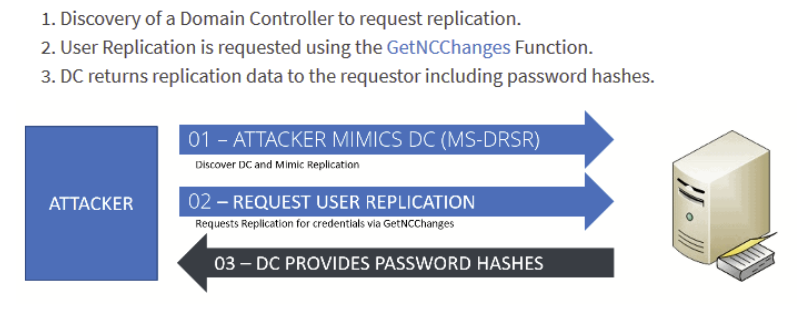 1. Discovery of a Domain Controller to request replication.
2. User Replication is requested using the GetNCChanges Function.
3. DC returns replication data to the requestor including password hashes.
01 – ATTACKER MIMICS DC (MS-DRSR)
Discover DC and Mimic Replication
ATTACKER
02 – REQUEST USER REPLICATION
Requests Replication for credentials via GetNCChanges
03 – DC PROVIDES PASSWORD HASHES